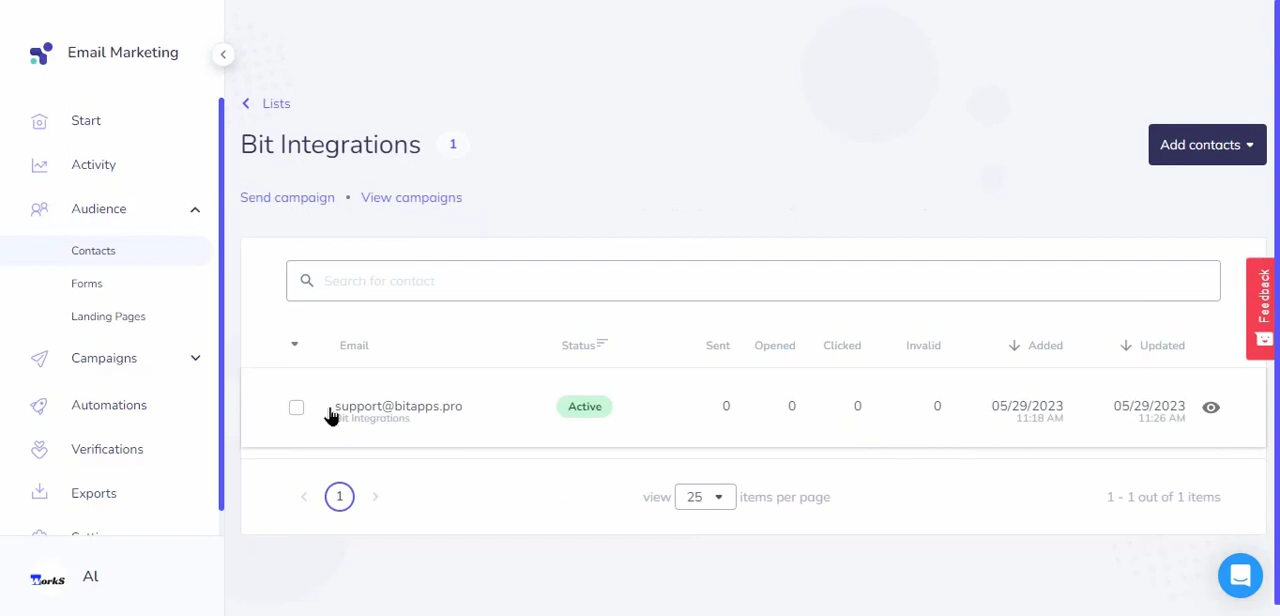 Email Marketing
Start
Activity
Audience
Contacts
Forms
Landing Pages
Campaigns
Automations
Verifications
Exports
WorkS
Al
Lists
Bit Integrations 1
Add contacts
Send campaign • View campaigns
Search for contact
Email Status Sent Opened Clicked Invalid Added Updated
support@bitapps.pro Active 0 0 0 0 05/29/2023 05/29/2023
Bit Integrations 11:18 AM 11:26 AM
1 view 25 items per page 1 - 1 out of 1 items
Feedback